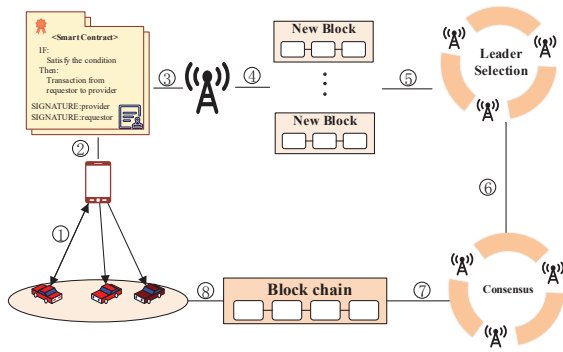 <Smart Contract>
IF:
Satisfy the condition
Then:
Transaction from
requestor to provider
SIGNATURE:provider
SIGNATURE:requestor
③
④
New Block
New Block
⑤
Leader
Selection
②
⑥
①
⑧
Block chain
⑦
Consensus